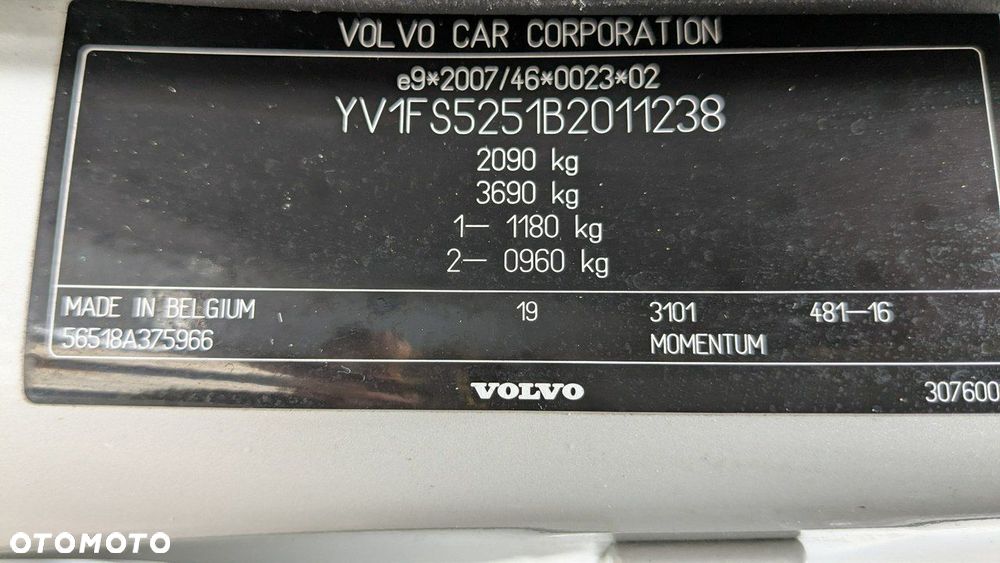 VOLVO CAR CORPORATION
e9*2007/46*0023*02
YV1FS5251B2011238
2090 kg
3690 kg
1– 1180 kg
2– 0960 kg
MADE IN BELGIUM 19 3101 481–16
56518A375966 MOMENTUM
VOLVO 307600
OTOMOTO